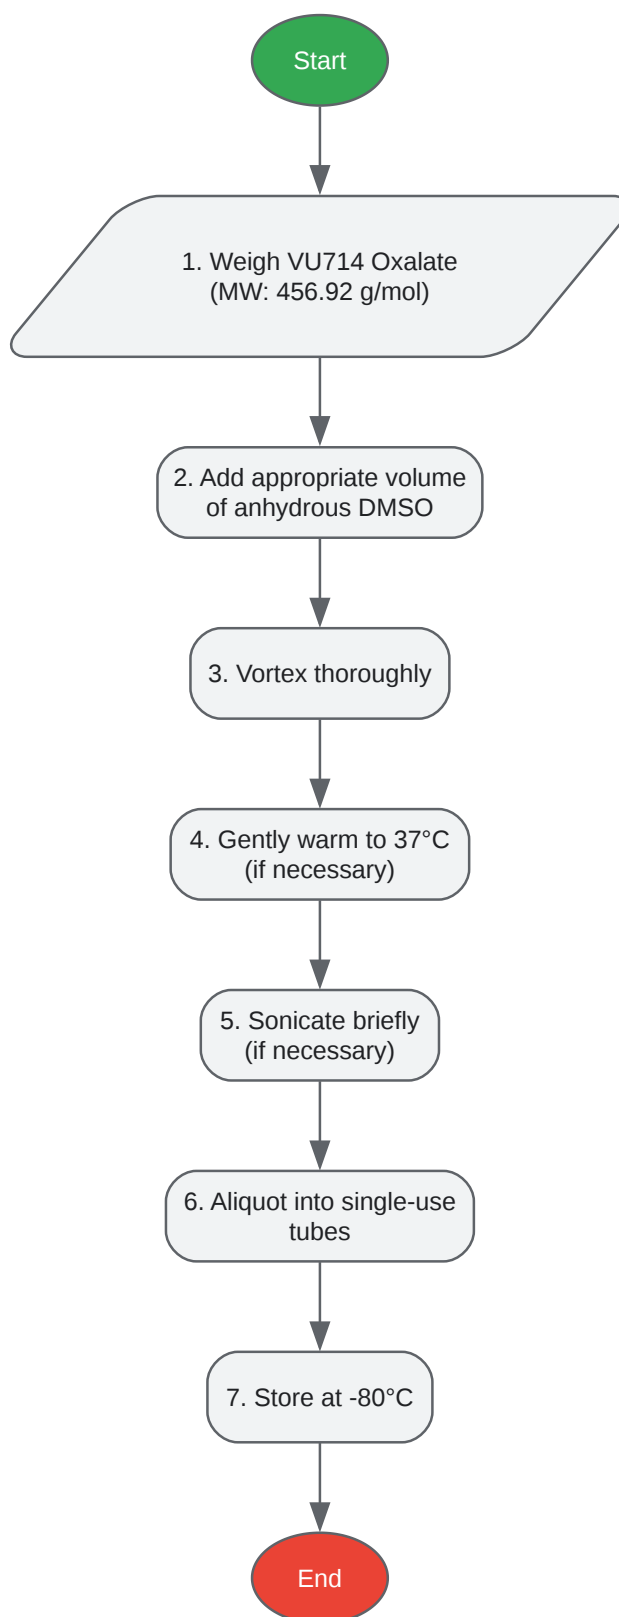 Start
1. Weigh VU714 Oxalate
(MW: 456.92 g/mol)
2. Add appropriate volume
of anhydrous DMSO
3. Vortex thoroughly
4. Gently warm to 37°C
(if necessary)
5. Sonicate briefly
(if necessary)
6. Aliquot into single-use
tubes
7. Store at -80°C
End